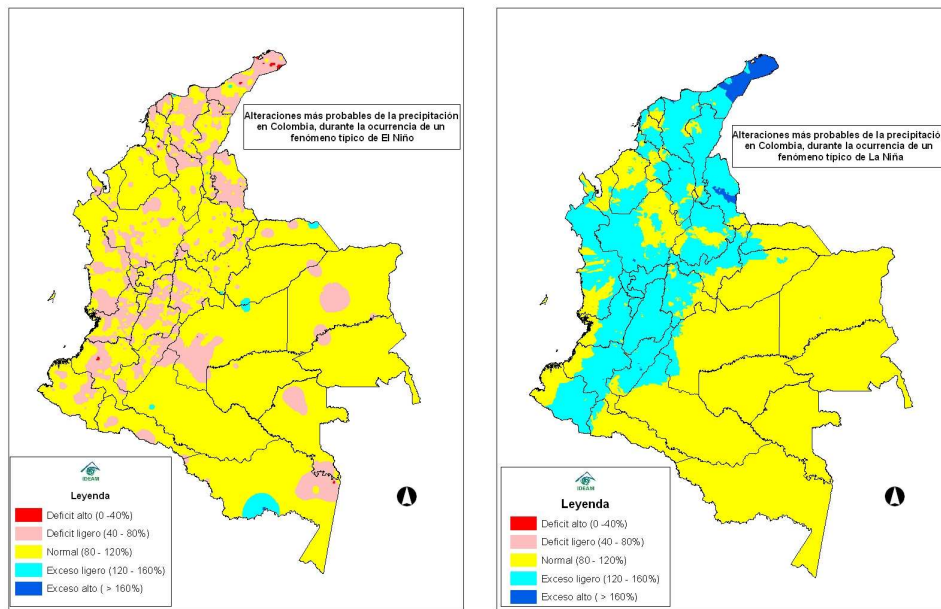 Alteraciones más probables de la precipitación
en Colombia, durante la ocurrencia de un
fenómeno típico de El Niño
IDEAM
Leyenda
Deficit alto (0 -40%)
Deficit ligero (40 - 80%)
Normal (80 - 120%)
Exceso ligero (120 - 160%)
Exceso alto ( > 160%)
Alteraciones más probables de la precipitación
en Colombia, durante la ocurrencia de un
fenómeno típico de La Niña
IDEAM
Leyenda
Deficit alto (0 -40%)
Deficit ligero (40 - 80%)
Normal (80 - 120%)
Exceso ligero (120 - 160%)
Exceso alto ( > 160%)